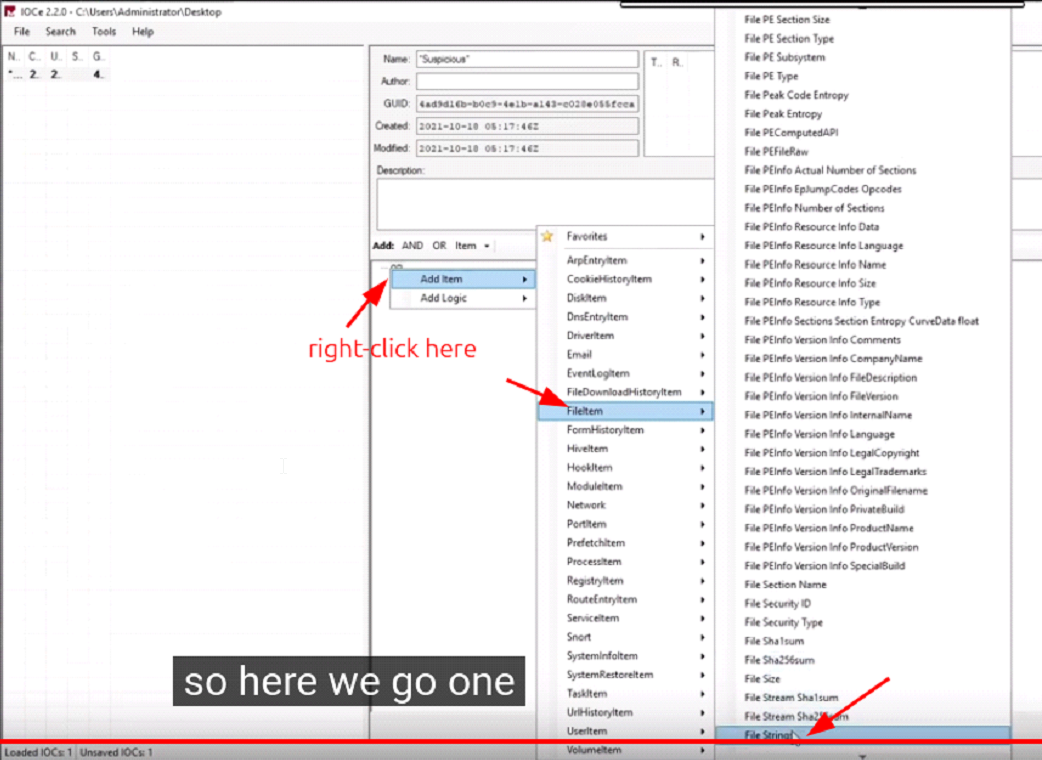 IOCe 2.2.0 - C:\Users\Administrator\Desktop
File Search Tools Help
N.. C.. U.. S.. G..
"... 2.. 2.. 4..
Name: "Suspicious"
T.. R..
Author:
GUID: 4ad9d16b-b0c9-4e1b-a143-c028e055fcca
Created: 2021-10-18 05:17:46Z
Modified: 2021-10-18 05:17:46Z
Description:
Add: AND OR Item
OR
Add Item
Add Logic
right-click here
Favorites
ArpEntryItem
CookieHistoryItem
DiskItem
DnsEntryItem
DriverItem
Email
EventLogItem
FileDownloadHistoryItem
FileItem
FormHistoryItem
HiveItem
HookItem
ModuleItem
Network
PortItem
PrefetchItem
ProcessItem
RegistryItem
RouteEntryItem
ServiceItem
Snort
SystemInfoItem
SystemRestoreItem
TaskItem
UrlHistoryItem
UserItem
VolumeItem
File PE Section Size
File PE Section Type
File PE Subsystem
File PE Type
File Peak Code Entropy
File Peak Entropy
File PEComputedAPI
File PEFileRaw
File PEInfo Actual Number of Sections
File PEInfo EpJumpCodes Opcodes
File PEInfo Number of Sections
File PEInfo Resource Info Data
File PEInfo Resource Info Language
File PEInfo Resource Info Name
File PEInfo Resource Info Size
File PEInfo Resource Info Type
File PEInfo Sections Section Entropy CurveData float
File PEInfo Version Info Comments
File PEInfo Version Info CompanyName
File PEInfo Version Info FileDescription
File PEInfo Version Info FileVersion
File PEInfo Version Info InternalName
File PEInfo Version Info Language
File PEInfo Version Info LegalCopyright
File PEInfo Version Info LegalTrademarks
File PEInfo Version Info OriginalFilename
File PEInfo Version Info PrivateBuild
File PEInfo Version Info ProductName
File PEInfo Version Info ProductVersion
File PEInfo Version Info SpecialBuild
File Section Name
File Security ID
File Security Type
File Sha1sum
File Sha256sum
File Size
File Stream Sha1sum
File Stream Sha256sum
File Strings
so here we go one
Loaded IOCs: 1 Unsaved IOCs: 1